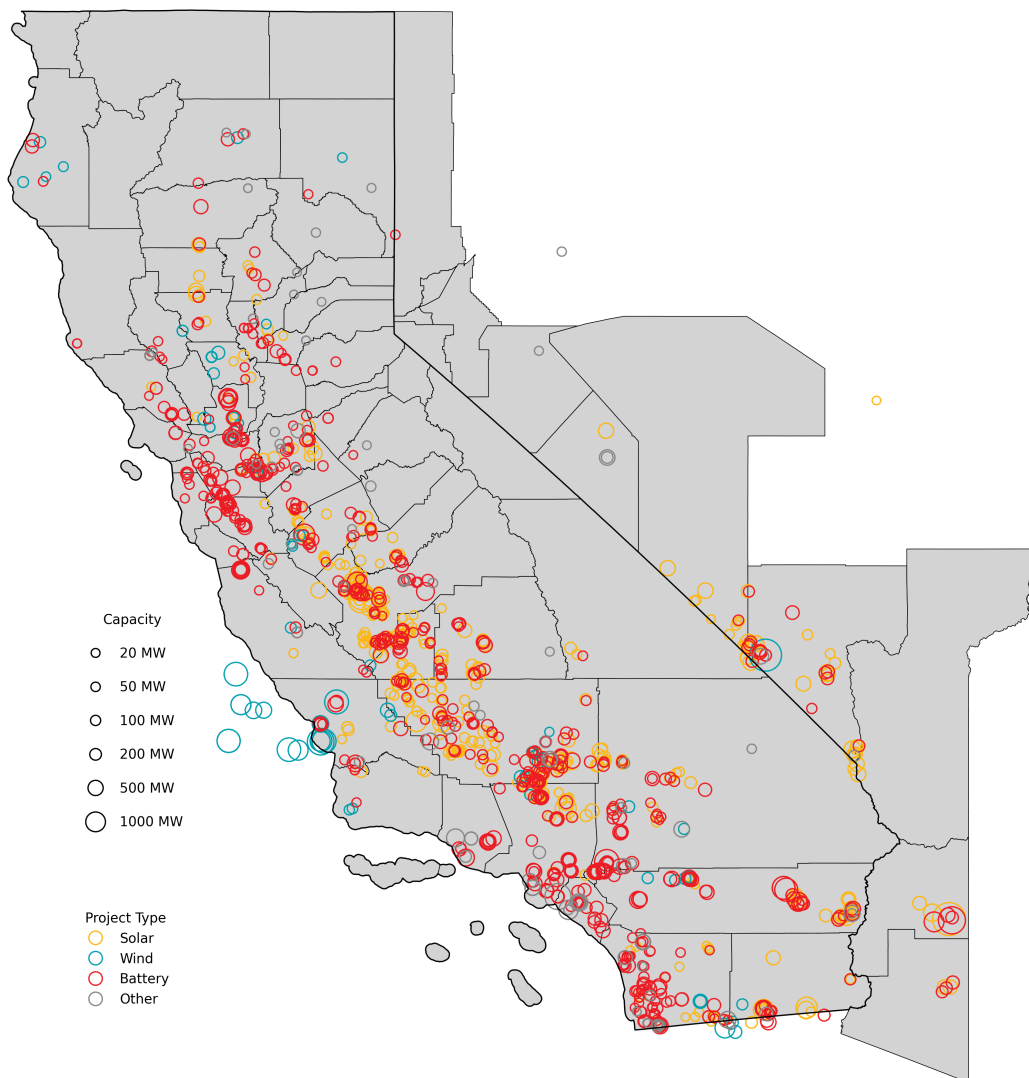 Capacity
20 MW
50 MW
100 MW
200 MW
500 MW
1000 MW
Project Type
Solar
Wind
Battery
Other